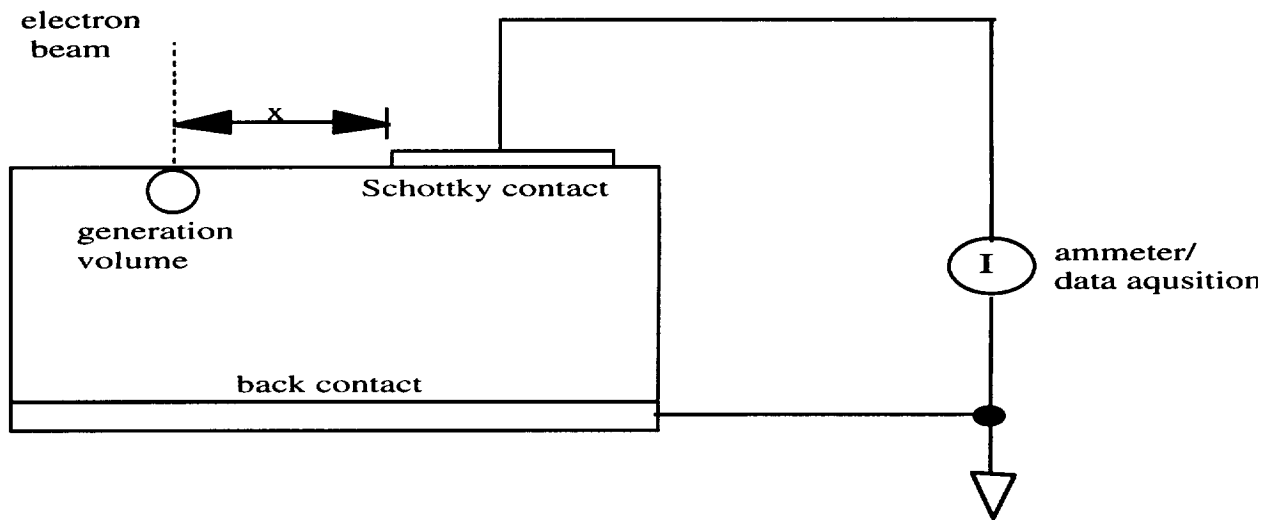 electron
beam
x
Schottky contact
generation
volume
I
ammeter/
data aqusition
back contact